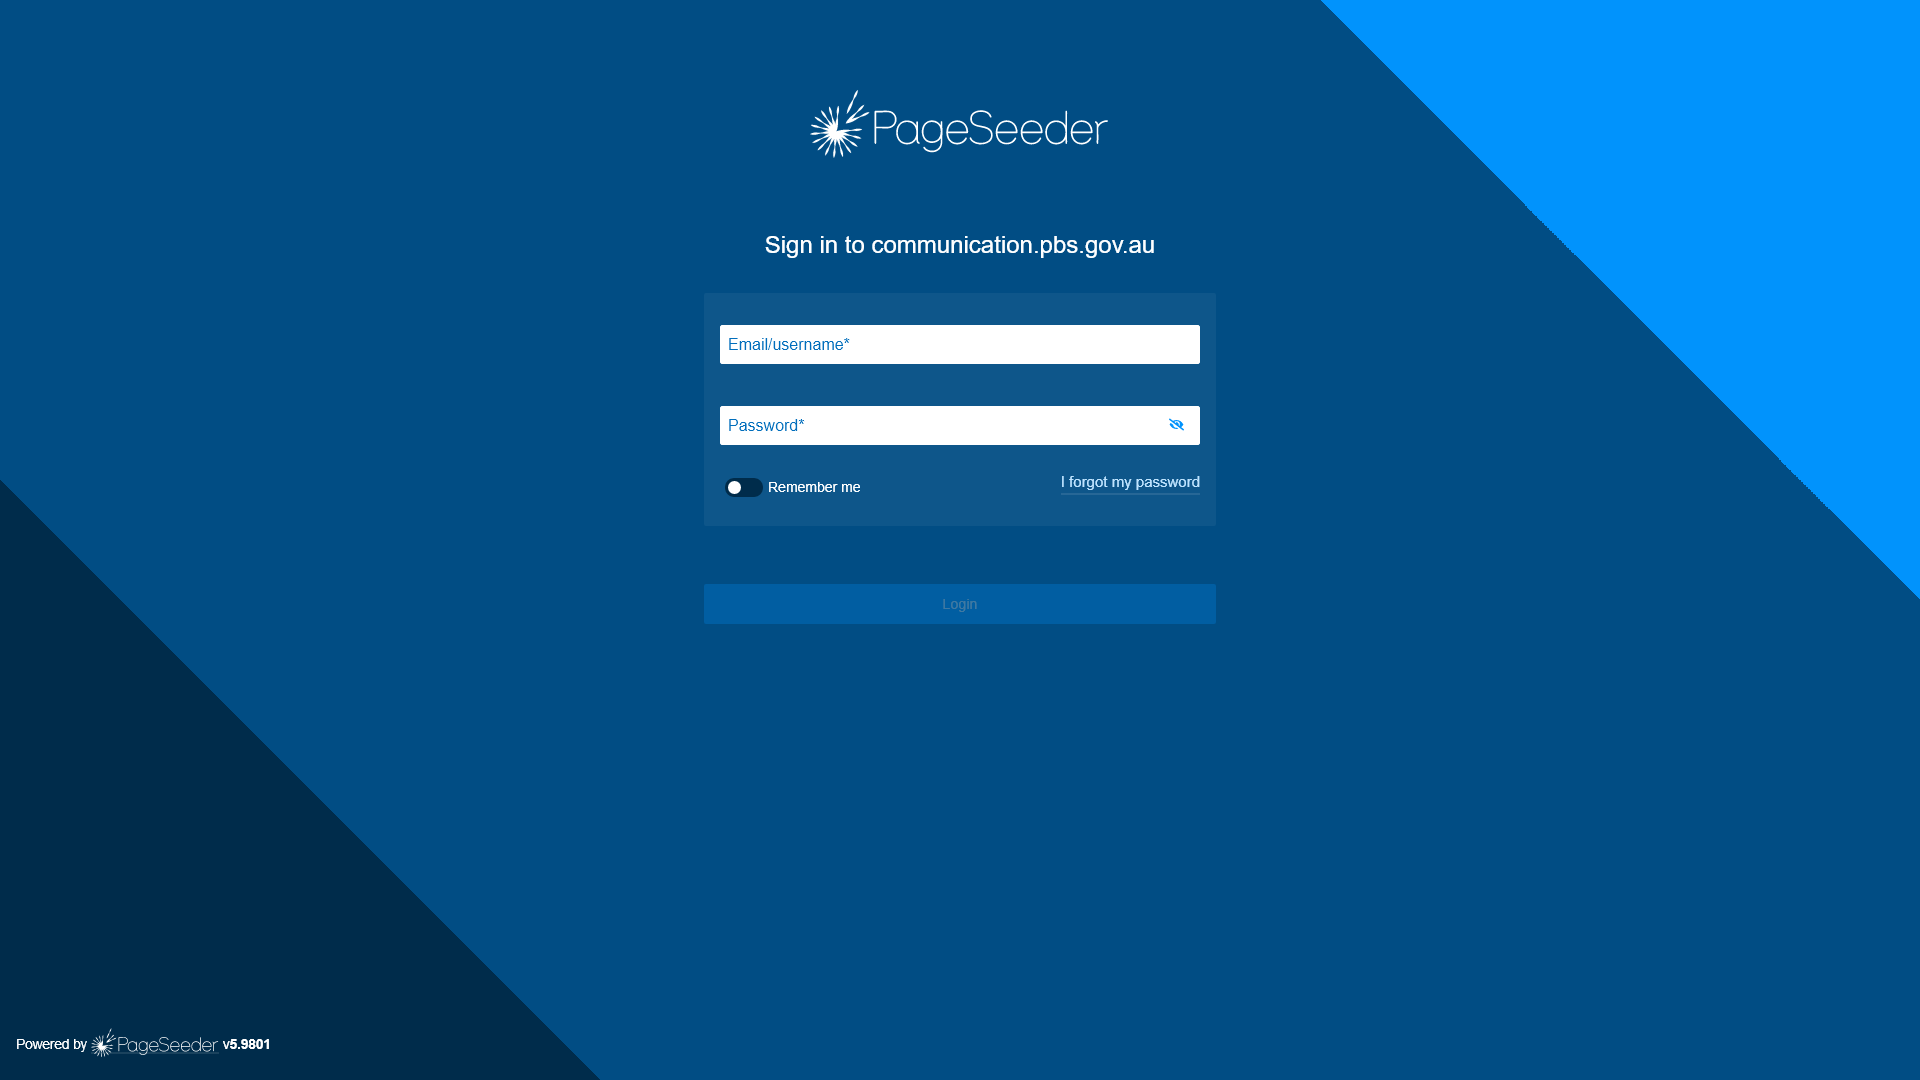 PageSeeder
Sign in to communication.pbs.gov.au
Email/username*
Password*
Remember me
I forgot my password
Login
Powered by PageSeeder v5.9801